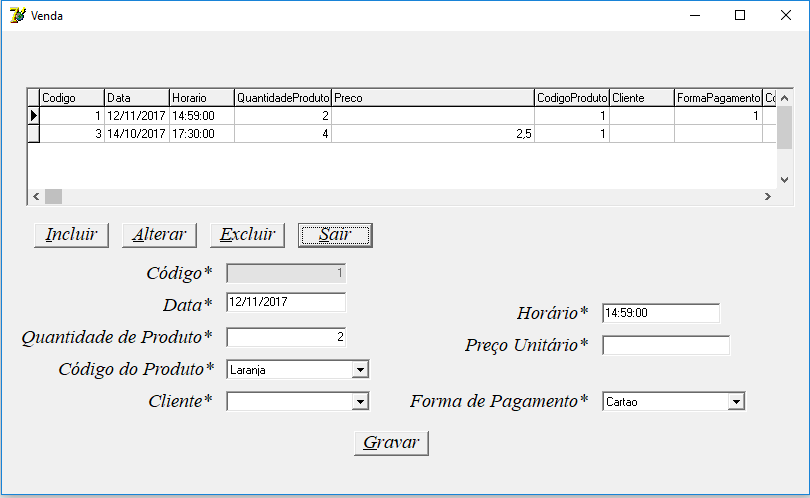 Venda
Codigo Data Horario QuantidadeProduto Preco CodigoProduto Cliente FormaPagamento Co
1 12/11/2017 14:59:00 2 1 1
3 14/10/2017 17:30:00 4 2,5 1
Incluir Alterar Excluir Sair
Código* 1
Data* 12/11/2017
Horário* 14:59:00
Quantidade de Produto* 2
Preço Unitário*
Código do Produto* Laranja
Cliente* Forma de Pagamento* Cartao
Gravar